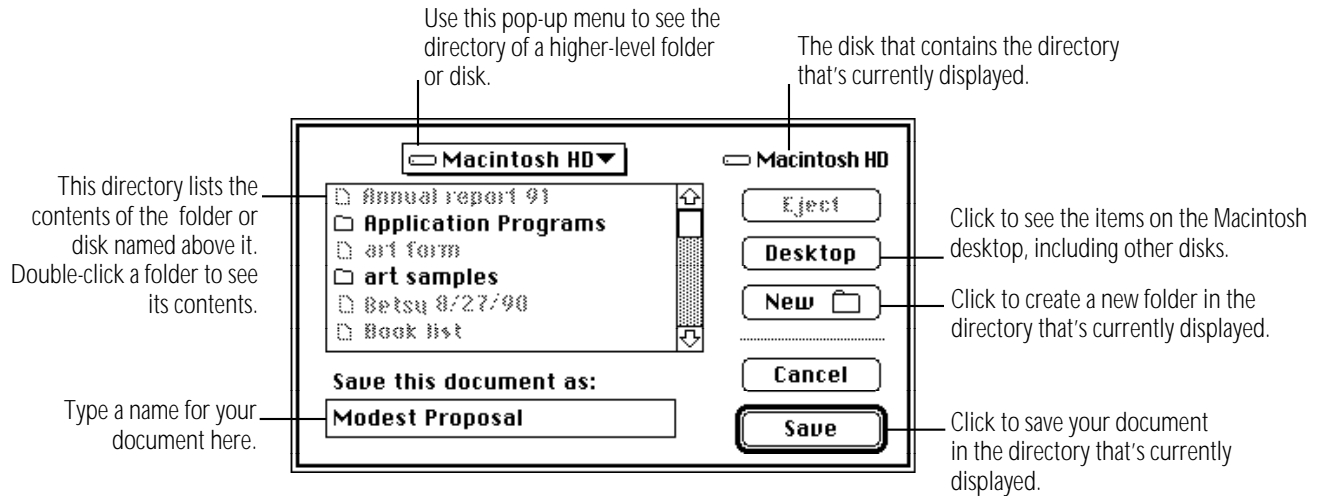 Use this pop-up menu to see the
directory of a higher-level folder
or disk.
The disk that contains the directory
that's currently displayed.
Macintosh HD
Macintosh HD
This directory lists the
contents of the folder or
disk named above it.
Double-click a folder to see
its contents.
Annual report 91
Application Programs
art form
art samples
Betsy 8/27/90
Book list
Eject
Desktop
New
Click to see the items on the Macintosh
desktop, including other disks.
Click to create a new folder in the
directory that's currently displayed.
Save this document as:
Cancel
Type a name for your
document here.
Modest Proposal
Save
Click to save your document
in the directory that's currently
displayed.